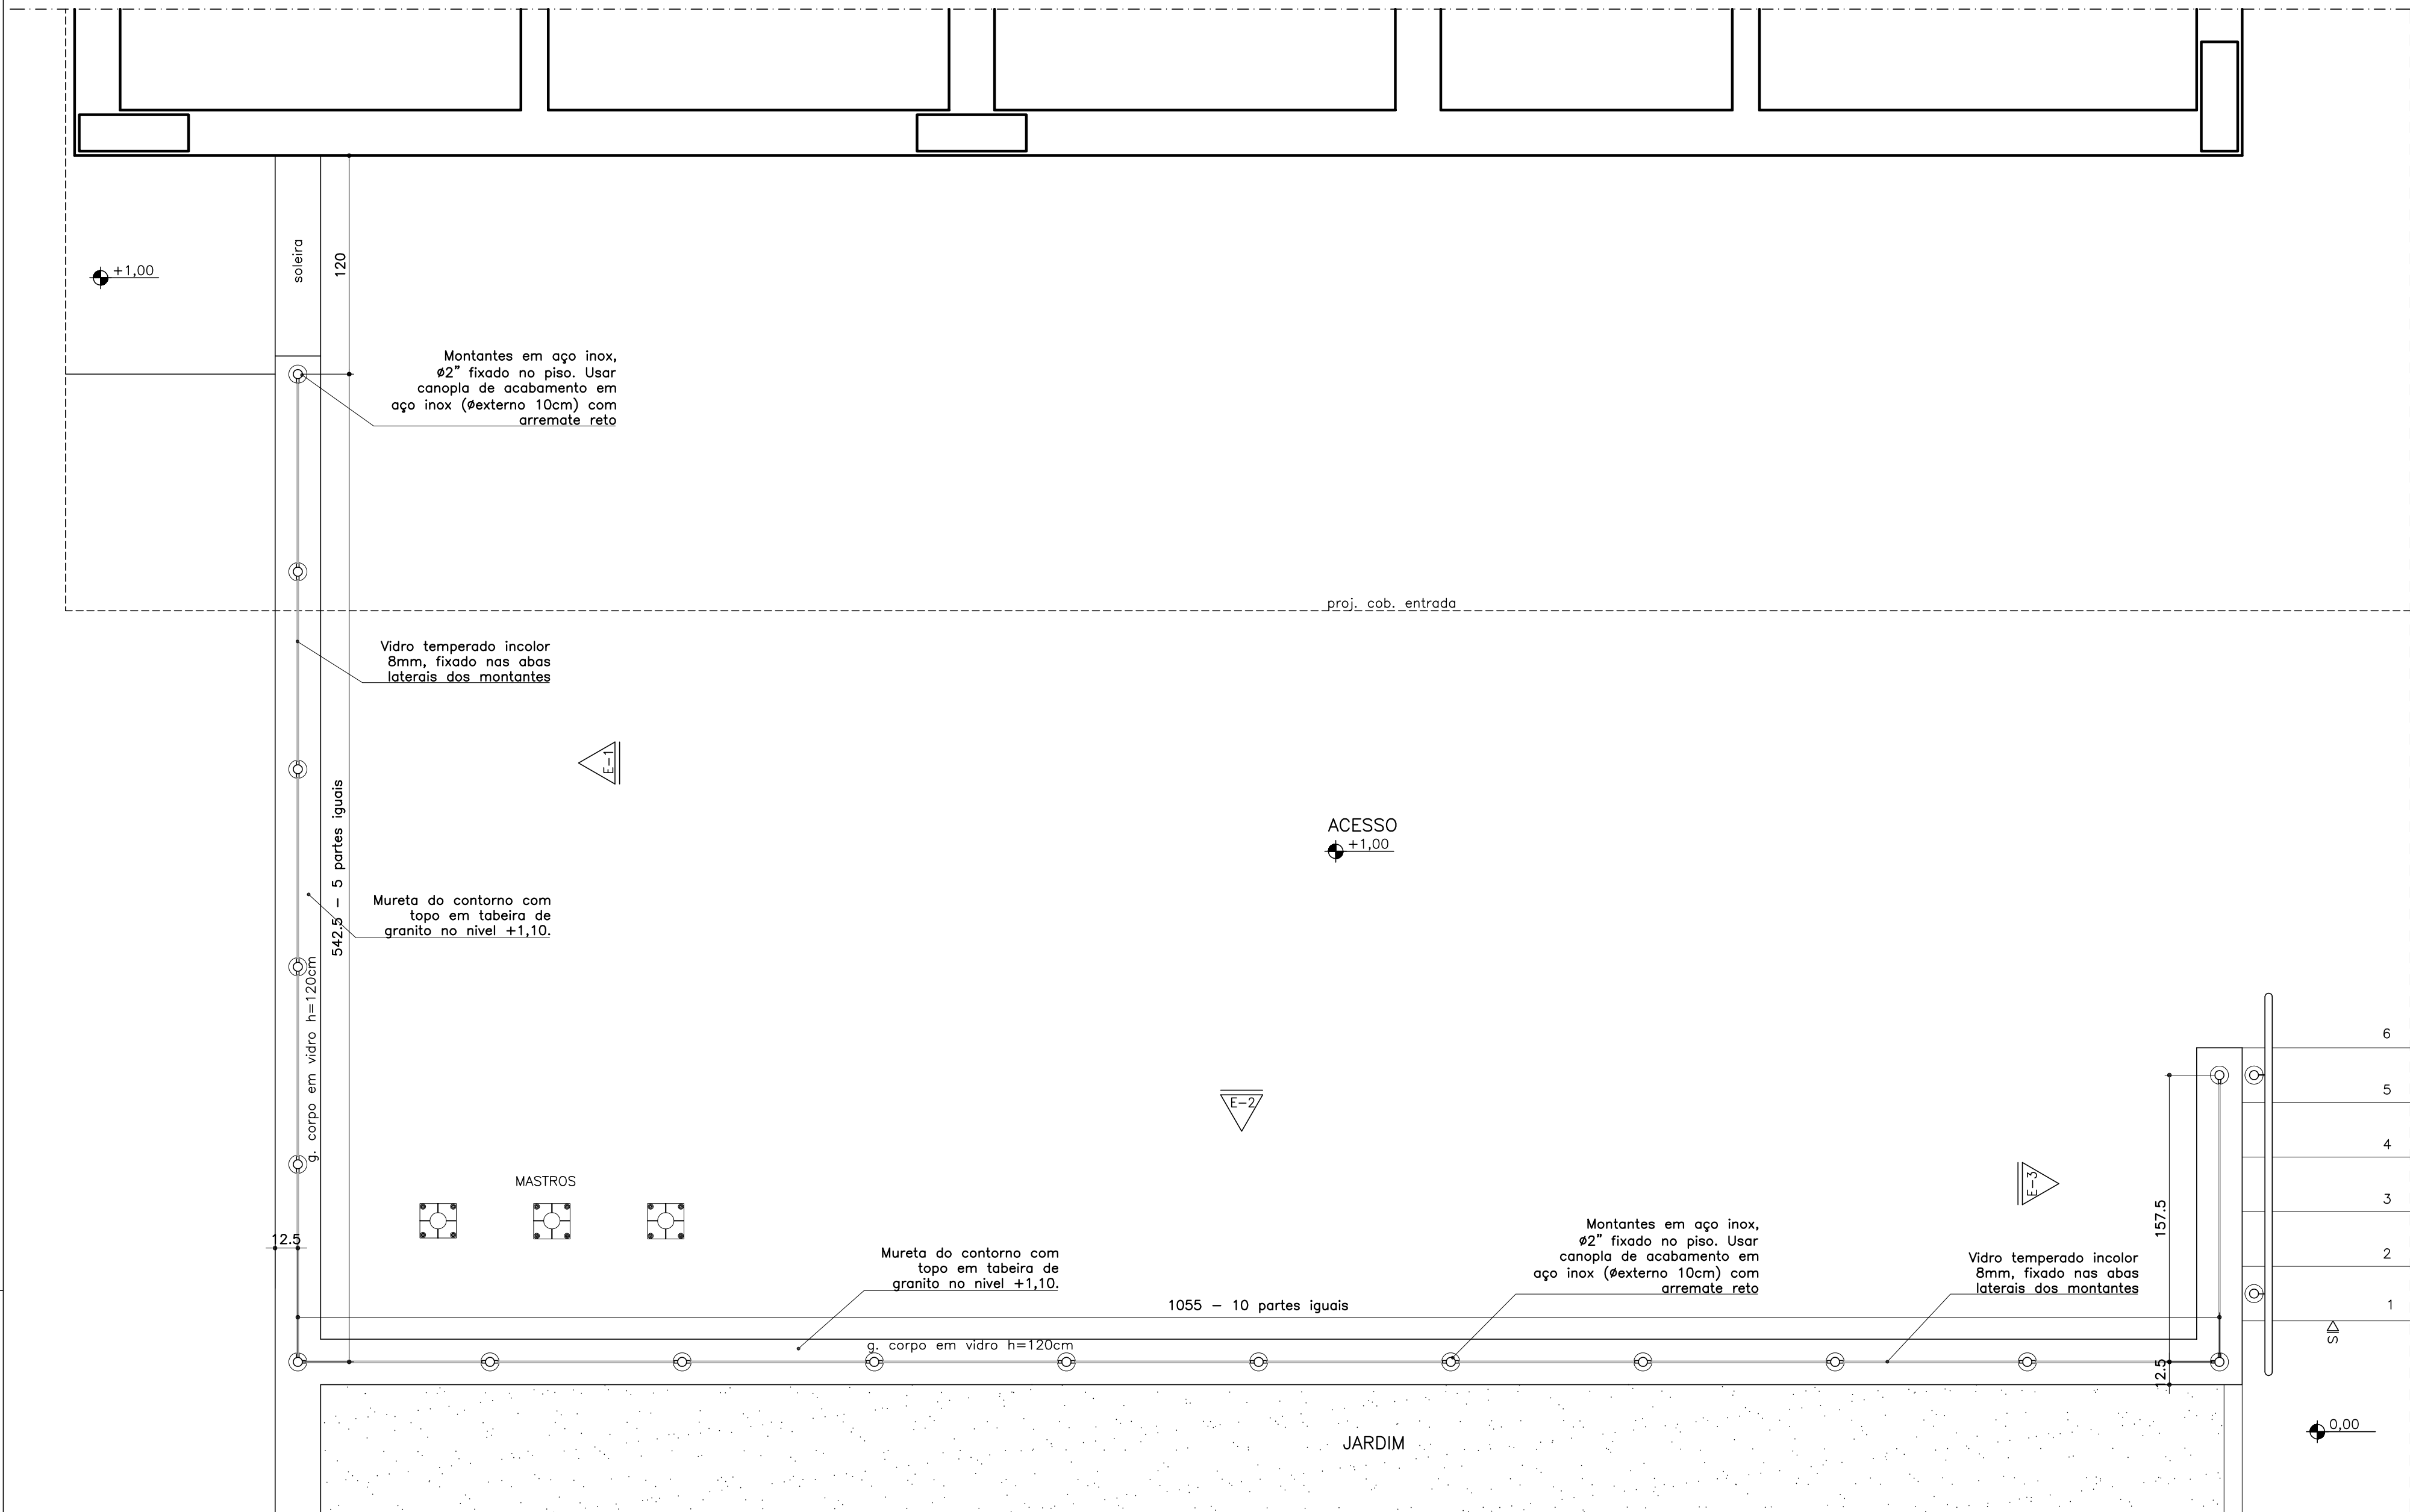 soleira
120
+1,00
Montantes em aço inox,
ø2" fixado no piso. Usar
canopla de acabamento em
aço inox (øexterno 10cm) com
arremate reto
proj. cob. entrada
Vidro temperado incolor
8mm, fixado nas abas
laterais dos montantes
E-1
542.5 - 5 partes iguais
ACESSO
+1,00
Mureta do contorno com
topo em tabeira de
granito no nivel +1,10.
g. corpo em vidro h=120cm
E-2
6
5
4
3
2
1
S
MASTROS
E-3
157.5
12.5
Mureta do contorno com
topo em tabeira de
granito no nivel +1,10.
Montantes em aço inox,
ø2" fixado no piso. Usar
canopla de acabamento em
aço inox (øexterno 10cm) com
arremate reto
Vidro temperado incolor
8mm, fixado nas abas
laterais dos montantes
1055 - 10 partes iguais
g. corpo em vidro h=120cm
12.5
JARDIM
0,00